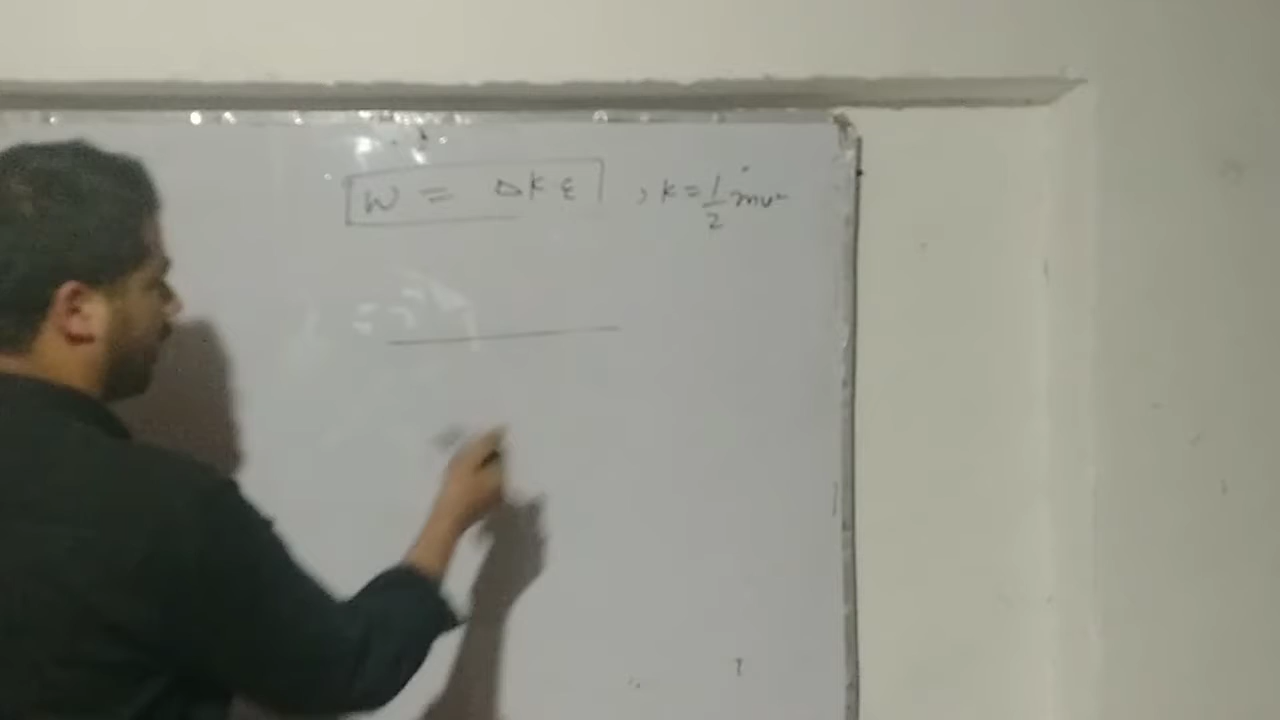 W = ΔKE , K = 1/2 mv²